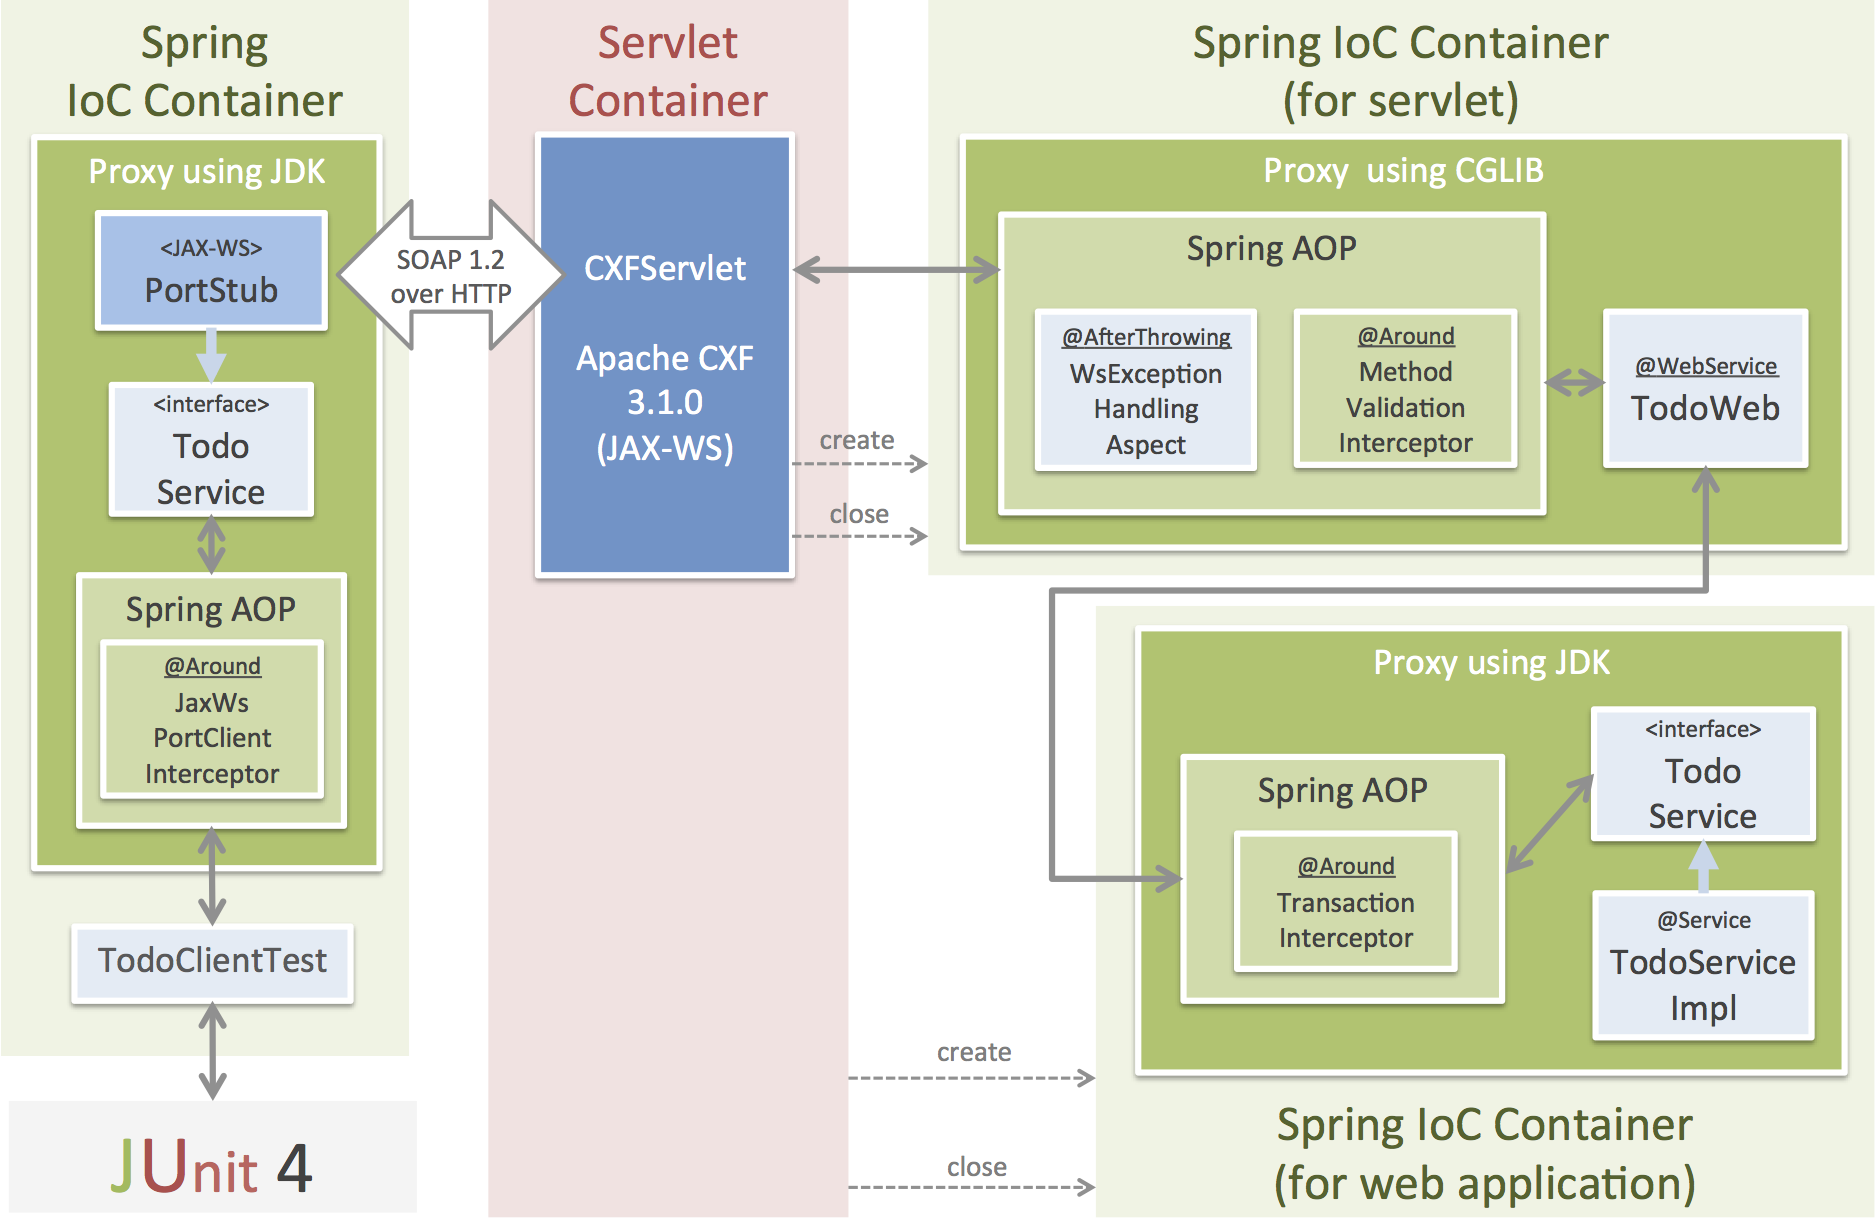 Spring
IoC Container
Proxy using JDK
<JAX-WS>
PortStub
<interface>
Todo
Service
Spring AOP
@Around
JaxWs
PortClient
Interceptor
TodoClientTest
JUnit 4
SOAP 1.2
over HTTP
Servlet
Container
CXFServlet
Apache CXF
3.1.0
(JAX-WS)
create
close
create
close
Spring IoC Container
(for servlet)
Proxy using CGLIB
Spring AOP
@AfterThrowing
WsException
Handling
Aspect
@Around
Method
Validation
Interceptor
@WebService
TodoWeb
Proxy using JDK
Spring AOP
@Around
Transaction
Interceptor
<interface>
Todo
Service
@Service
TodoService
Impl
Spring IoC Container
(for web application)